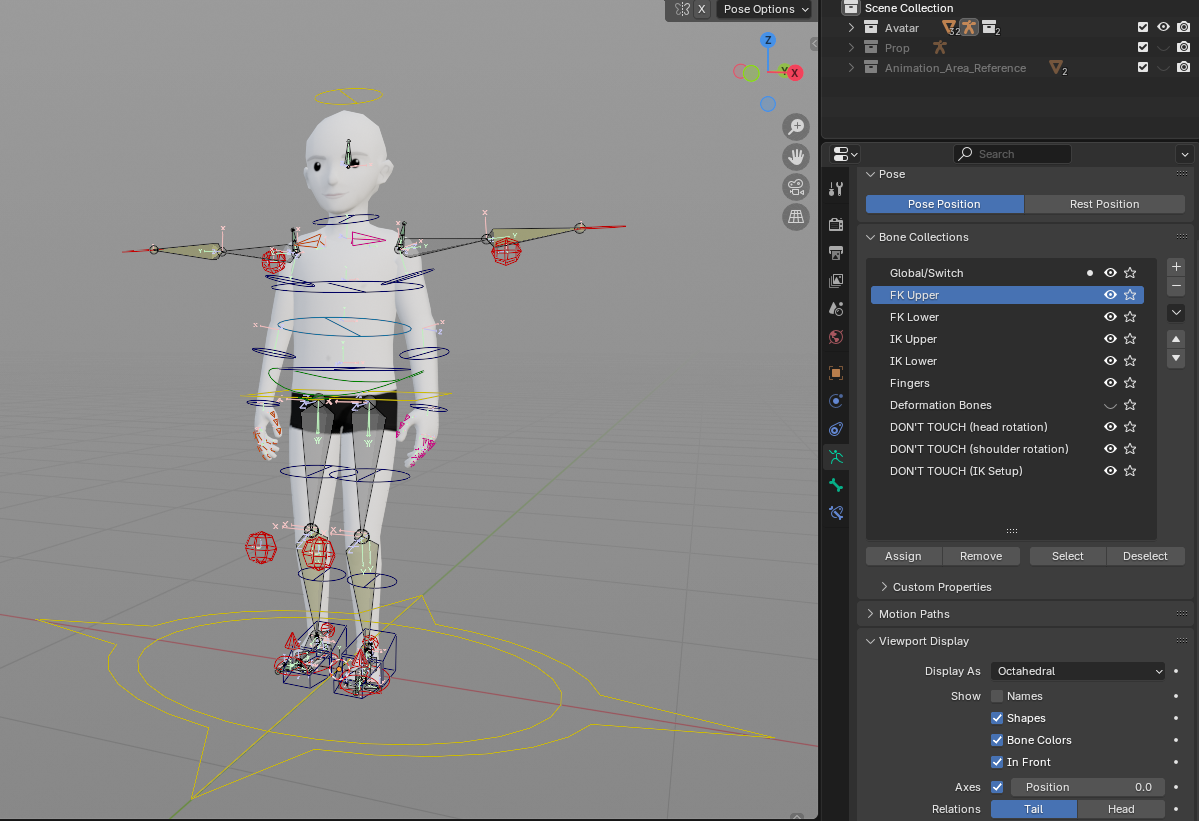 X Pose Options
Scene Collection
Avatar 32 2
Prop
Animation_Area_Reference 2
Z
Y X
Search
Pose
Pose Position Rest Position
Bone Collections
Global/Switch
FK Upper
FK Lower
IK Upper
IK Lower
Fingers
Deformation Bones
DON'T TOUCH (head rotation)
DON'T TOUCH (shoulder rotation)
DON'T TOUCH (IK Setup)
Assign Remove Select Deselect
Custom Properties
Motion Paths
Viewport Display
Display As Octahedral
Show Names
Shapes
Bone Colors
In Front
Axes Position 0.0
Relations Tail Head